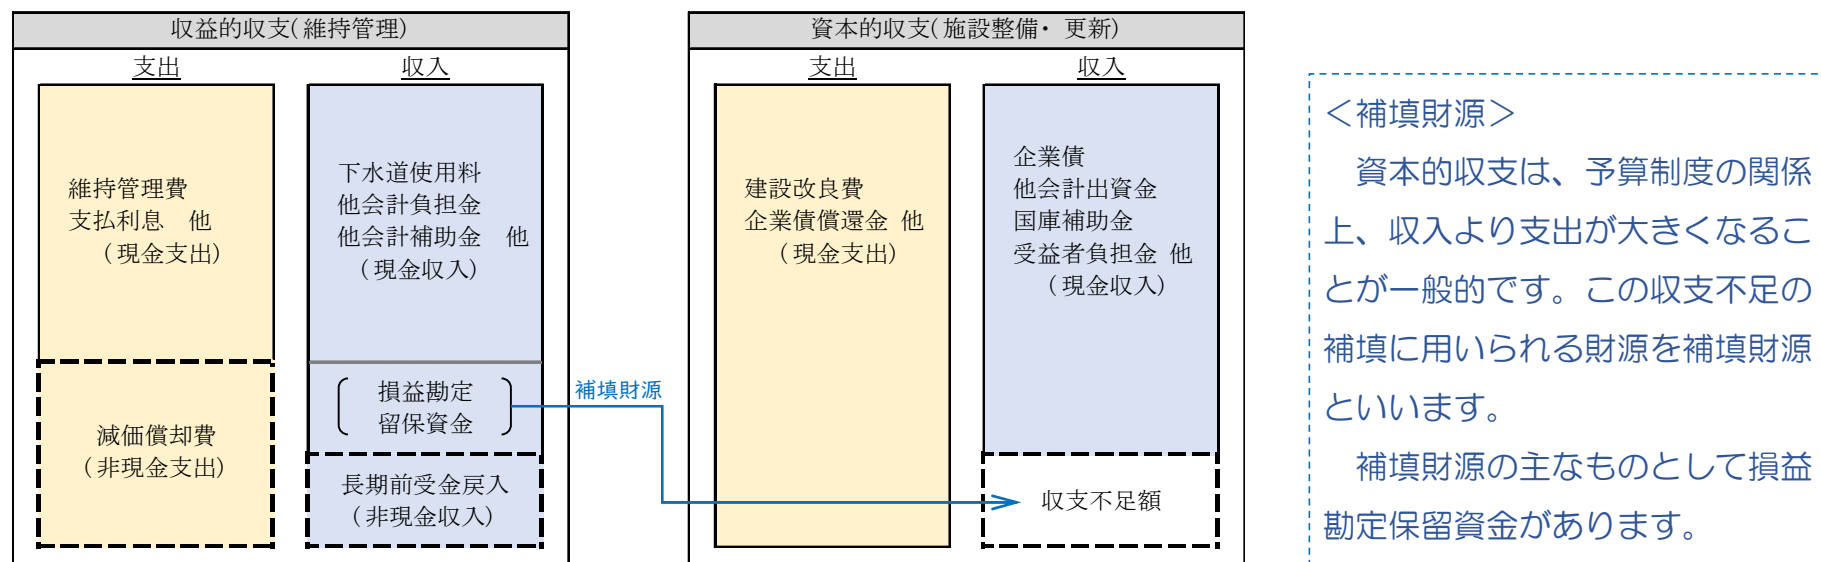 収益的収支(維持管理)
支出
収入
維持管理費
支払利息 他
(現金支出)
減価償却費
(非現金支出)
下水道使用料
他会計負担金
他会計補助金 他
(現金収入)
損益勘定
留保資金
長期前受金戻入
(非現金収入)
補填財源
資本的収支(施設整備・更新)
支出
収入
建設改良費
企業債償還金 他
(現金支出)
企業債
他会計出資金
国庫補助金
受益者負担金 他
(現金収入)
収支不足額
＜補填財源＞
資本的収支は、予算制度の関係
上、収入より支出が大きくなるこ
とが一般的です。この収支不足の
補填に用いられる財源を補填財源
といいます。
補填財源の主なものとして損益
勘定保留資金があります。